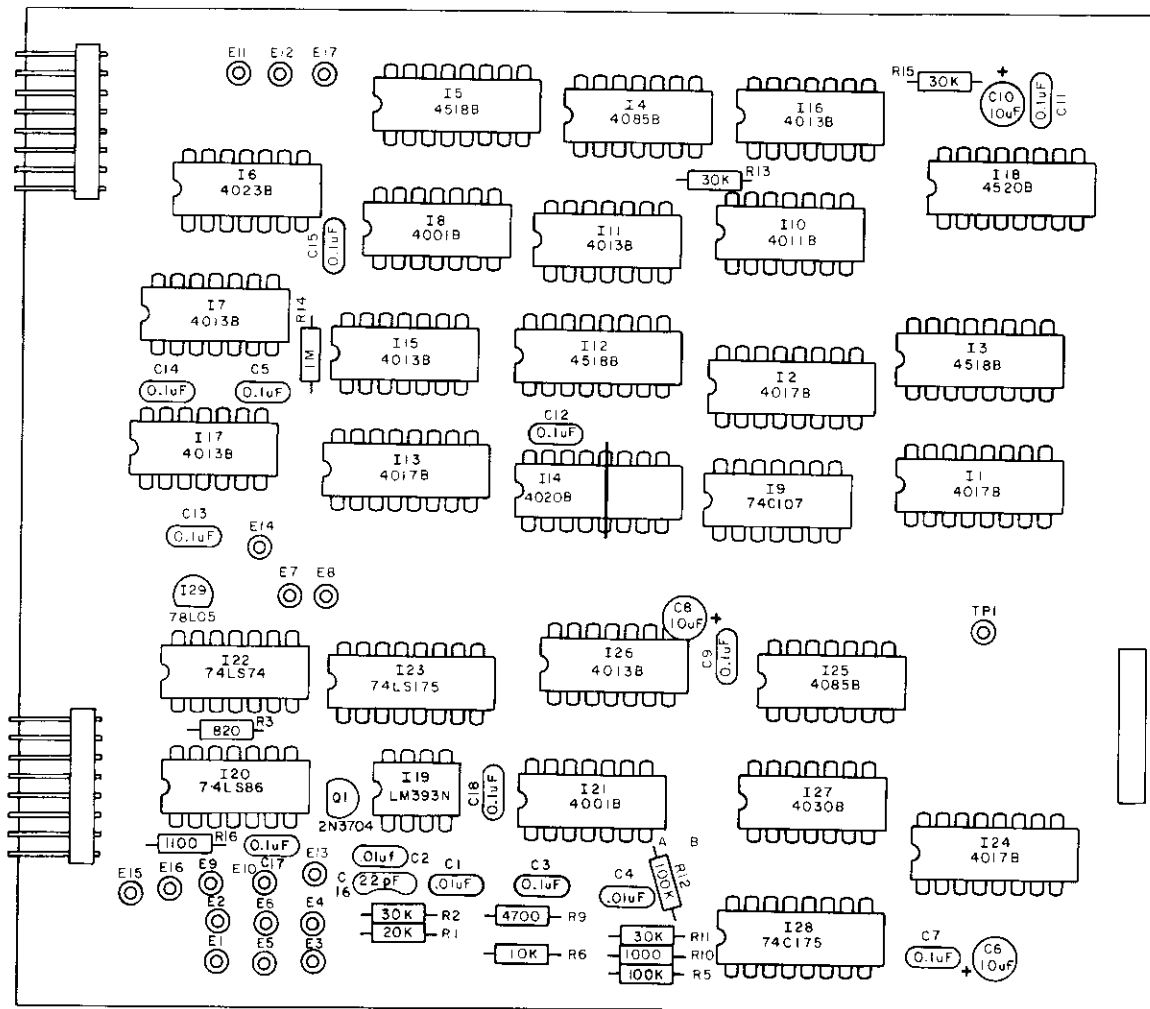 E11 E12 E17
I5
4518B
I4
4085B
I16
4013B
R15
30K
+
C10
10uF
0.1uF
C11
I6
4023B
I8
4001B
I11
4013B
30K
R13
I10
4011B
I18
4520B
C15
0.1uF
I7
4013B
R14
1M
I15
4013B
I12
4518B
I2
4017B
I3
4518B
C14
0.1uF
C5
0.1uF
C12
0.1uF
I17
4013B
I13
4017B
I14
4020B
I9
74C107
I1
4017B
C13
0.1uF
E14
E7 E8
I29
78L05
C8
10uF
+
C9
0.1uF
TP1
I22
74LS74
I23
74LS175
I26
4013B
I25
4085B
820
R3
I20
74LS86
Q1
2N3704
I19
LM393N
C18
0.1uF
I21
4001B
I27
4030B
I24
4017B
1100
R16
0.1uF
C17
A B
R12
100K
E15 E16 E9 E10 E13
.01uF
C2
C16
22pF
C1
.01uF
C3
0.1uF
C4
.01uF
E2 E6 E4
30K
R2
4700
R9
20K
R1
30K
R11
I28
74C175
E1 E5 E3
10K
R6
1000
R10
100K
R5
C7
0.1uF
+
C6
10uF